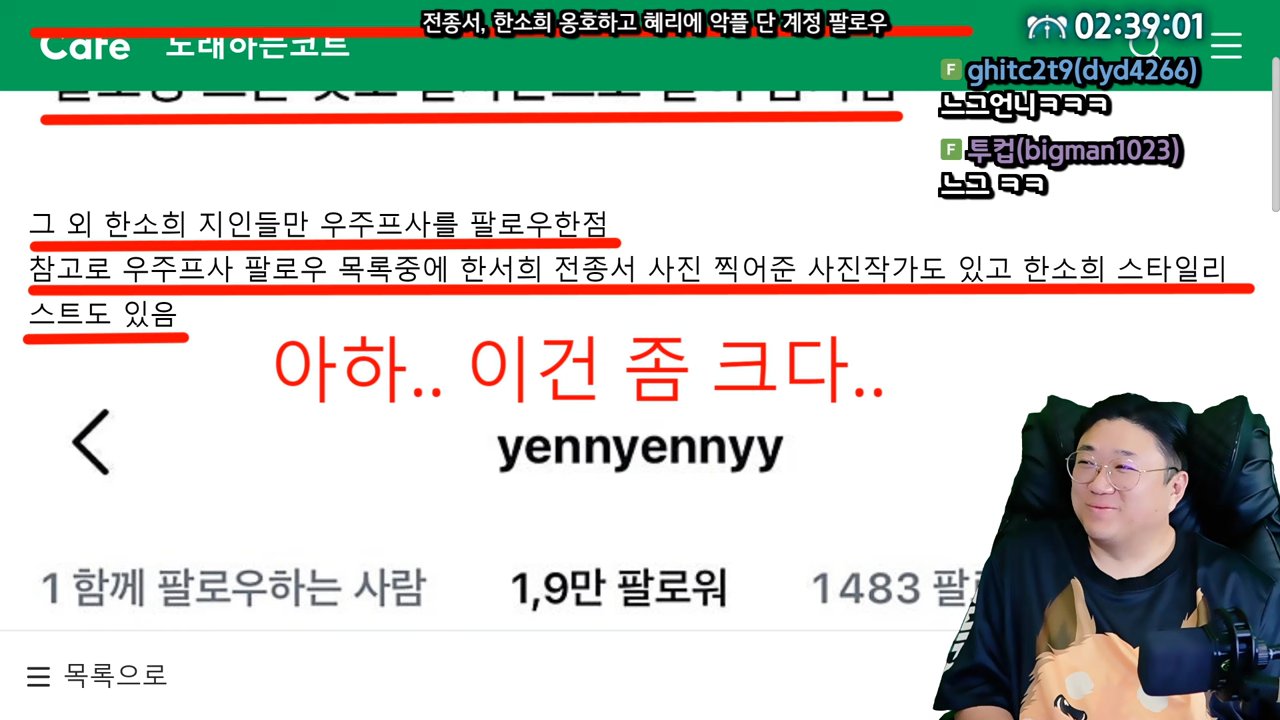 전종서, 한소희 옹호하고 혜리에 악플 단 계정 팔로우
02:39:01
Cafe 노래하는코트
ghitc2t9(dyd4266)
느그언니ㅋㅋㅋ
투컵(bigman1023)
느그 ㅋㅋ
그 외 한소희 지인들만 우주프사를 팔로우한점
참고로 우주프사 팔로우 목록중에 한서희 전종서 사진 찍어준 사진작가도 있고 한소희 스타일리
스트도 있음
아하.. 이건 좀 크다..
yennyennyy
1 함께 팔로우하는 사람
1,9만 팔로워
1483
목록으로